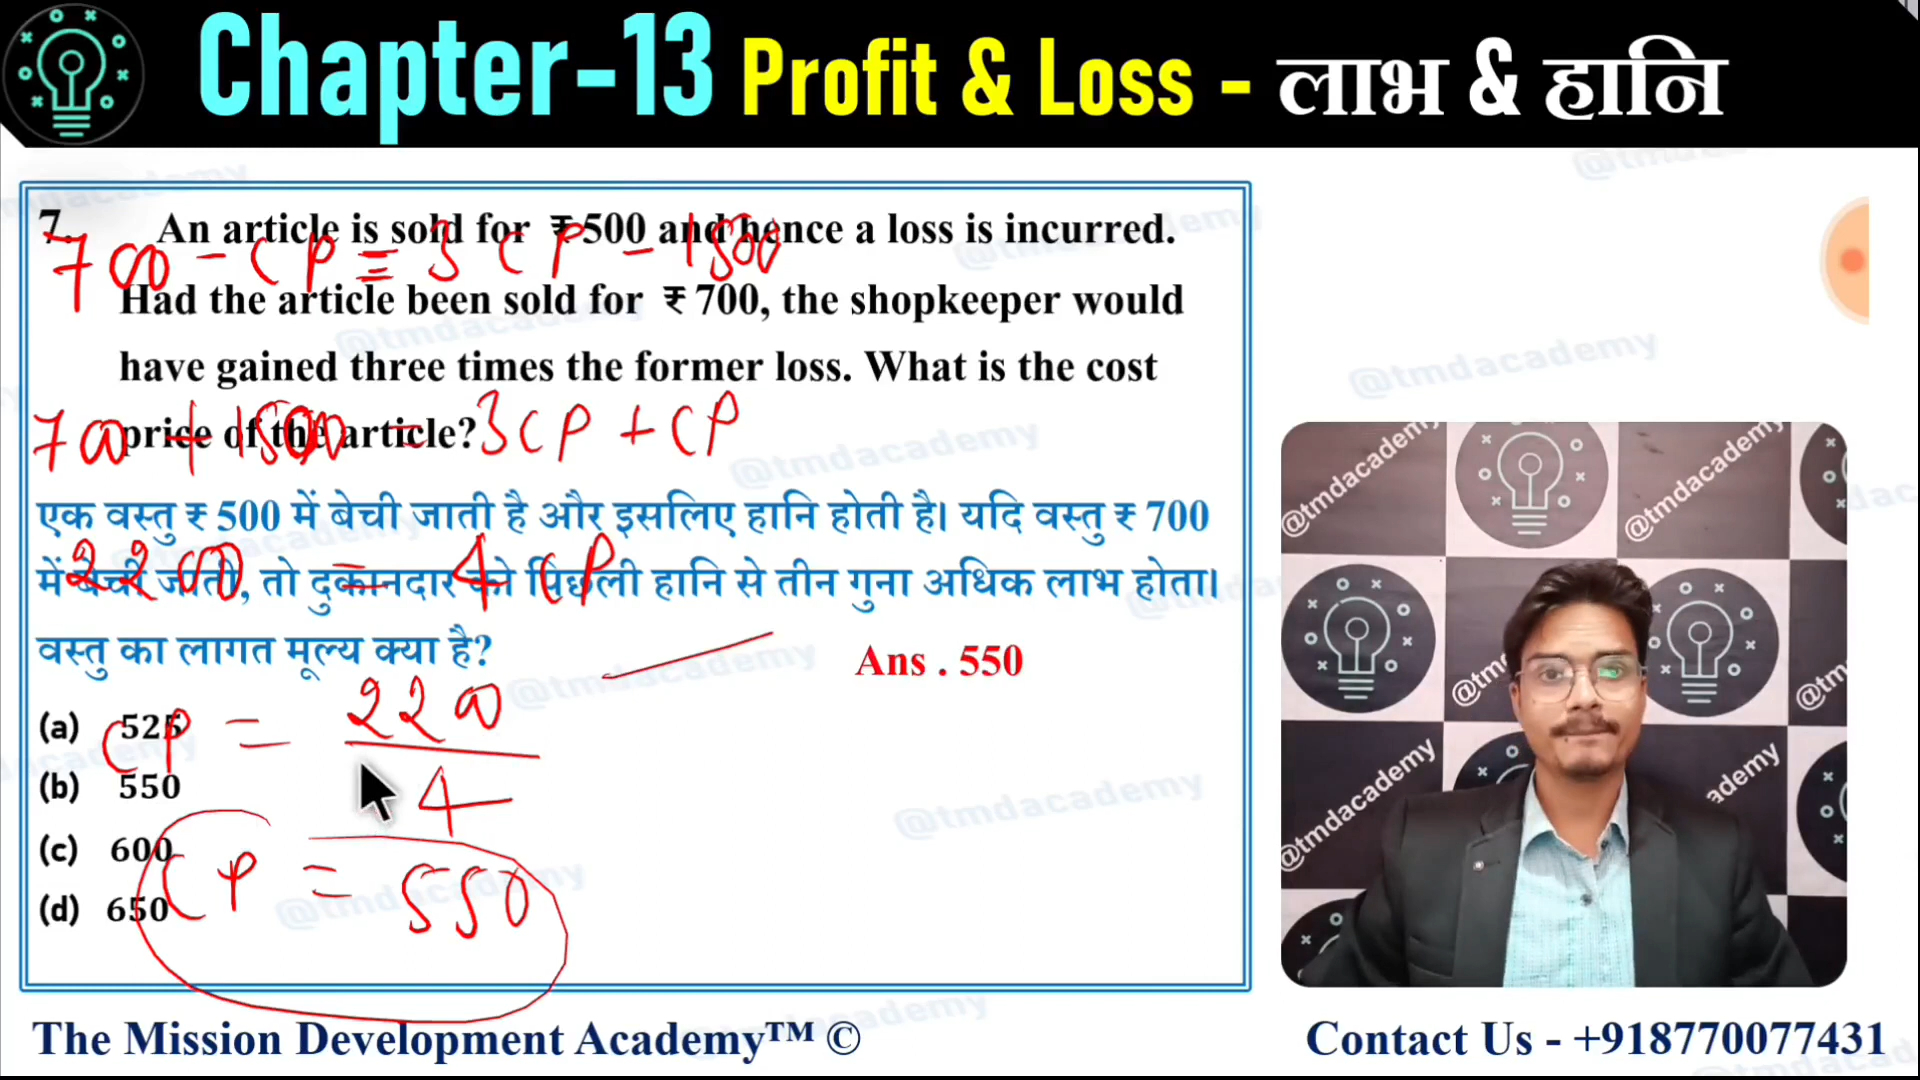 Chapter-13 Profit & Loss - लाभ & हानि
7. An article is sold for ₹ 500 and hence a loss is incurred.
700 - CP = 3 CP - 1500
Had the article been sold for ₹ 700, the shopkeeper would
have gained three times the former loss. What is the cost
price of the article?
700 + 1500 = 3CP + CP
एक वस्तु ₹ 500 में बेची जाती है और इसलिए हानि होती है। यदि वस्तु ₹ 700
में बेची जाती, तो दुकानदार को पिछली हानि से तीन गुना अधिक लाभ होता।
2200 = 4 CP
वस्तु का लागत मूल्य क्या है?
Ans . 550
(a) 525
CP = 2200
4
(b) 550
(c) 600
CP = 550
(d) 650
@tmdacademy
The Mission Development Academy™ ©
Contact Us - +918770077431